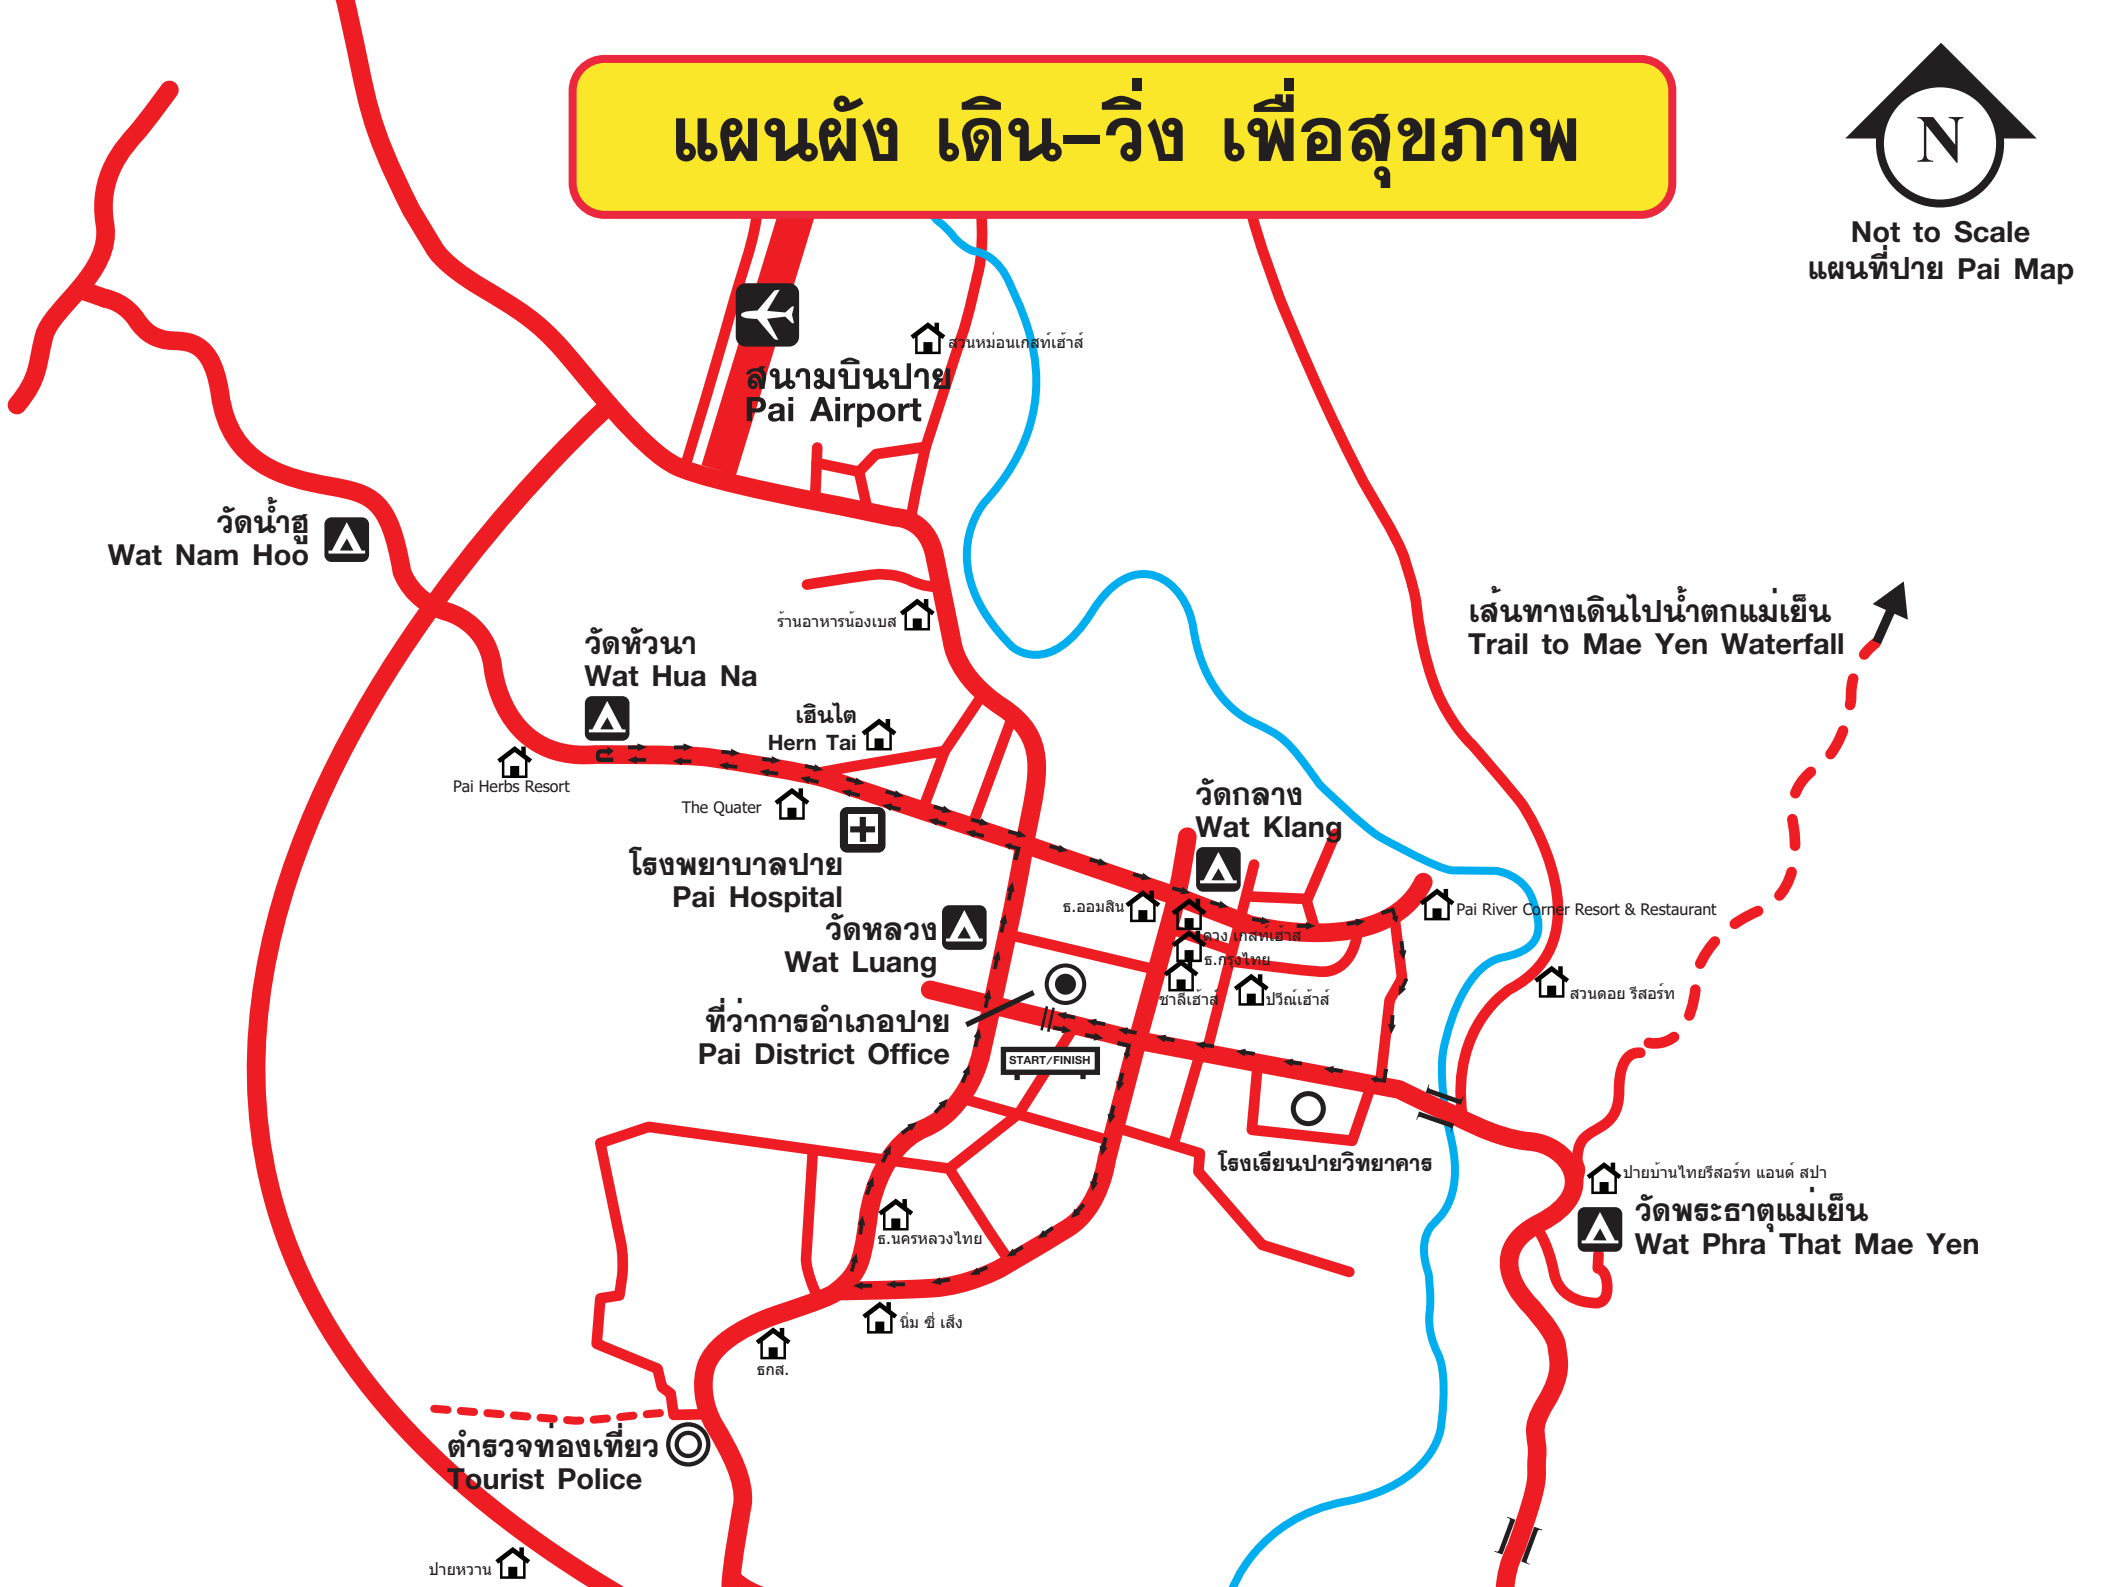 แผนผัง เดิน-วิ่ง เพื่อสุขภาพ
N
Not to Scale
แผนที่ปาย Pai Map
สวนหม่อนเกสท์เฮ้าส์
สนามบินปาย
Pai Airport
วัดน้ำฮู
Wat Nam Hoo
ร้านอาหารน้องเบส
เส้นทางเดินไปน้ำตกแม่เย็น
Trail to Mae Yen Waterfall
วัดหัวนา
Wat Hua Na
เฮินไต
Hern Tai
Pai Herbs Resort
The Quater
วัดกลาง
Wat Klang
โรงพยาบาลปาย
Pai Hospital
ธ.ออมสิน
Pai River Corner Resort & Restaurant
วัดหลวง
Wat Luang
ดวง เกสท์เฮ้าส์
ธ.กรุงไทย
ชาลีเฮ้าส์
ปวีณ์เฮ้าส์
สวนดอย รีสอร์ท
ที่ว่าการอำเภอปาย
Pai District Office
START/FINISH
โรงเรียนปายวิทยาคาร
ปายบ้านไทยรีสอร์ท แอนด์ สปา
วัดพระธาตุแม่เย็น
Wat Phra That Mae Yen
ธ.นครหลวงไทย
นิ่ม ซี่ เส็ง
ธกส.
ตำรวจท่องเที่ยว
Tourist Police
ปายหวาน